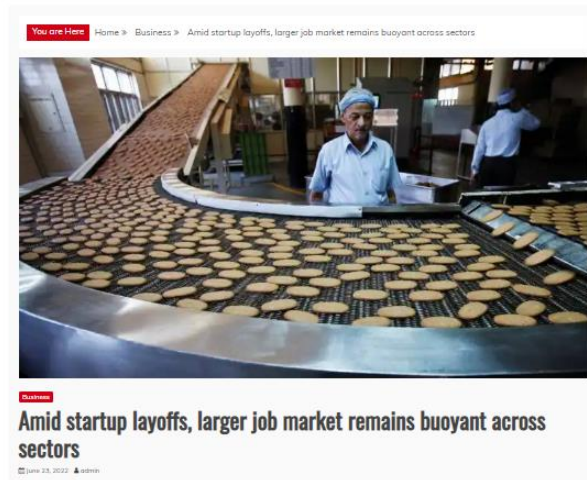 You are Here Home » Business » Amid startup layoffs, larger job market remains buoyant across sectors
Business
Amid startup layoffs, larger job market remains buoyant across
sectors
June 23, 2022 admin